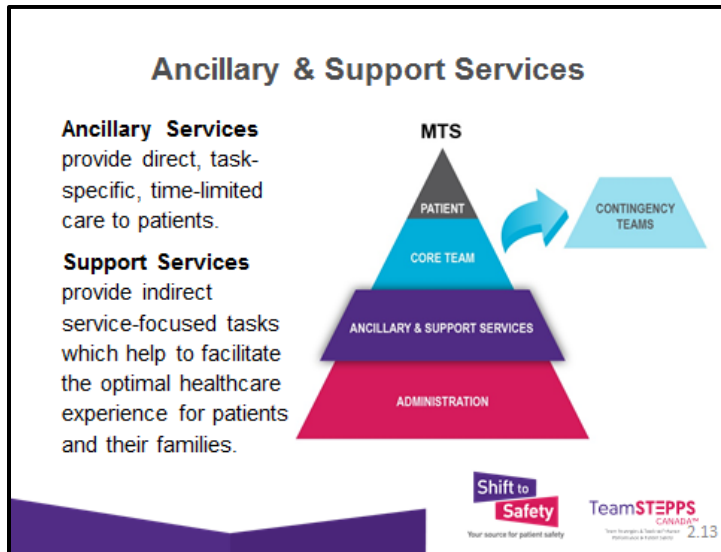 Ancillary & Support Services
Ancillary Services
provide direct, task-
specific, time-limited
care to patients.
Support Services
provide indirect
service-focused tasks
which help to facilitate
the optimal healthcare
experience for patients
and their families.
MTS
PATIENT
CORE TEAM
ANCILLARY & SUPPORT SERVICES
ADMINISTRATION
CONTINGENCY
TEAMS
Shift to
Safety
Your source for patient safety
TeamSTEPPS
CANADA™
2.13